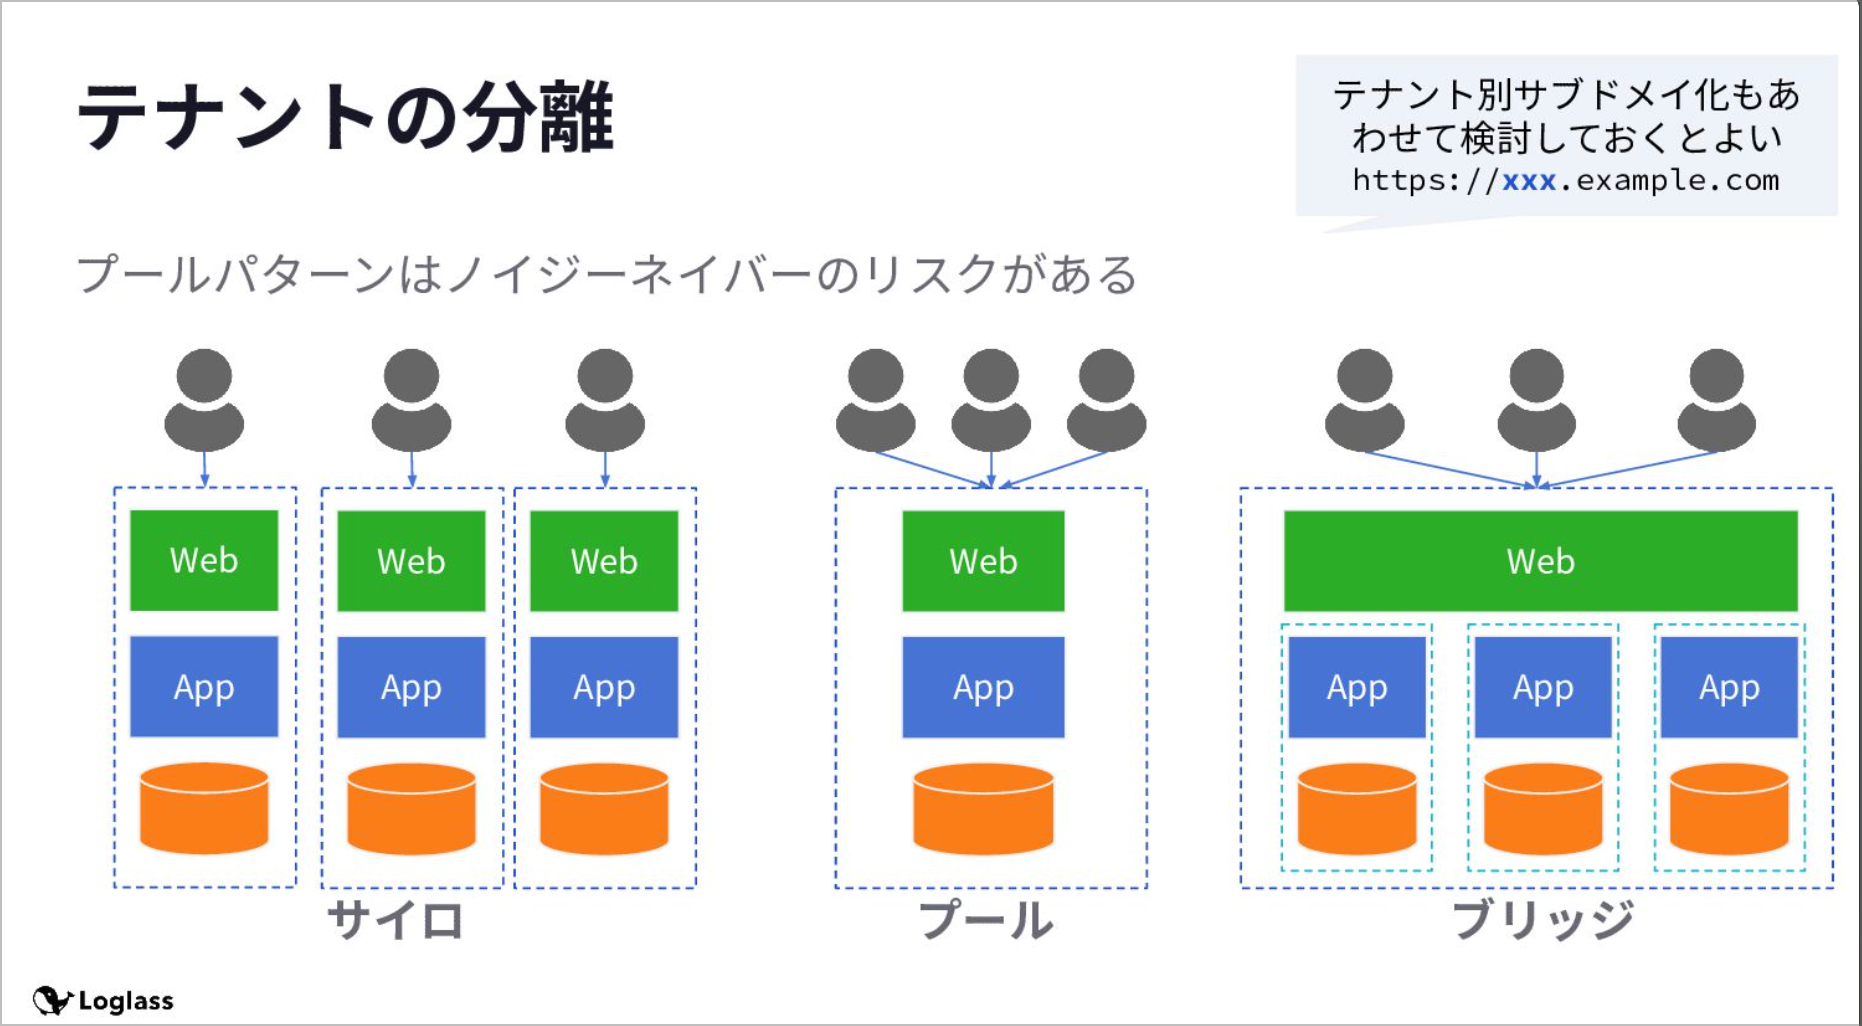 テナントの分離
テナント別サブドメイ化もあ
わせて検討しておくとよい
https://xxx.example.com
プールパターンはノイジーネイバーのリスクがある
Web
Web
Web
Web
Web
App
App
App
App
App
App
App
サイロ
プール
ブリッジ
Loglass